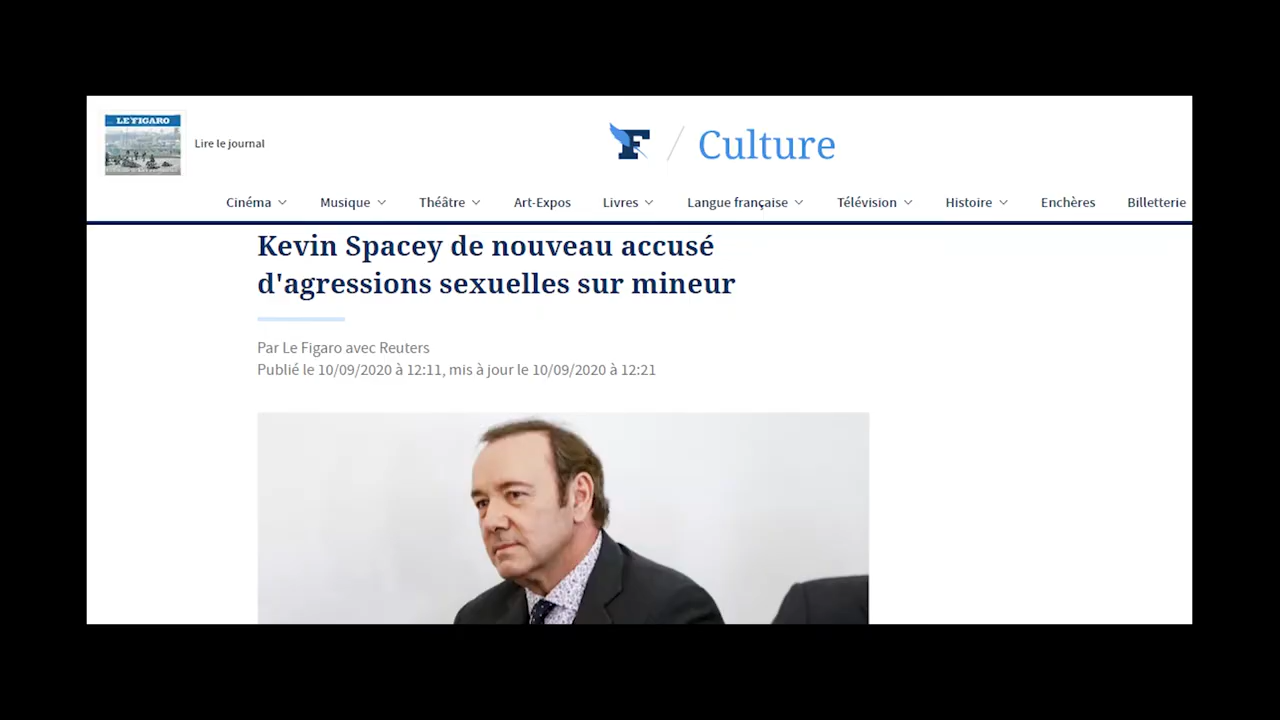 LE FIGARO
Lire le journal
F / Culture
Cinéma Musique Théâtre Art-Expos Livres Langue française Télévision Histoire Enchères Billetterie
Kevin Spacey de nouveau accusé
d'agressions sexuelles sur mineur
Par Le Figaro avec Reuters
Publié le 10/09/2020 à 12:11, mis à jour le 10/09/2020 à 12:21